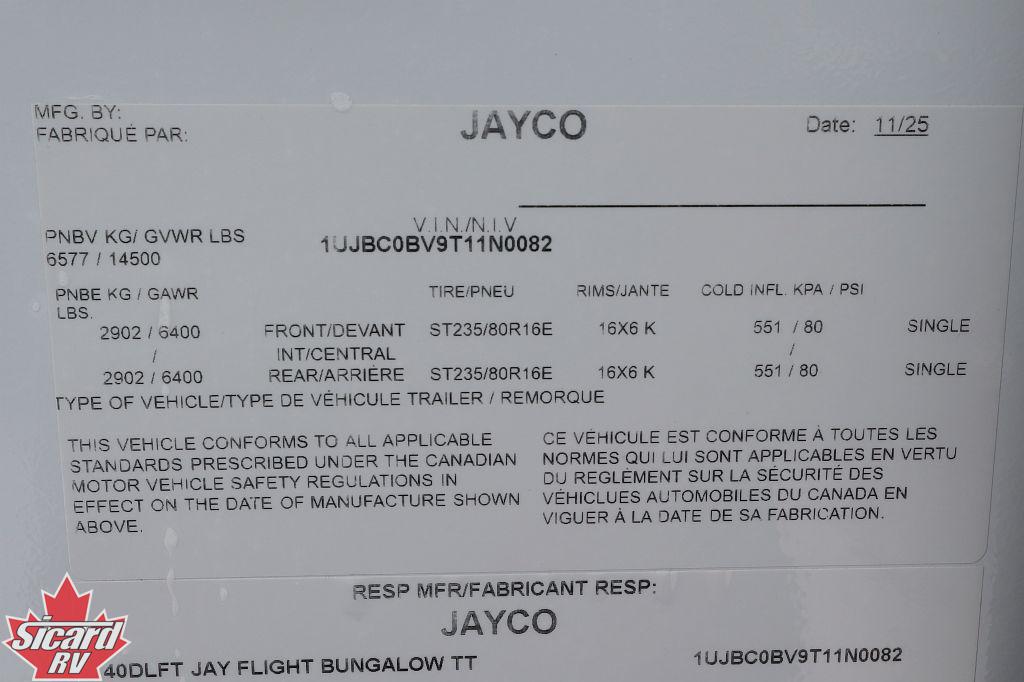 MFG. BY:
FABRIQUÉ PAR:
JAYCO
Date: 11/25
V.I.N./N.I.V
PNBV KG/ GVWR LBS
1UJBC0BV9T11N0082
6577 / 14500
PNBE KG / GAWR TIRE/PNEU RIMS/JANTE COLD INFL. KPA / PSI
LBS.
2902 / 6400 FRONT/DEVANT ST235/80R16E 16X6 K 551 / 80 SINGLE
/ INT/CENTRAL /
2902 / 6400 REAR/ARRIÈRE ST235/80R16E 16X6 K 551 / 80 SINGLE
TYPE OF VEHICLE/TYPE DE VÉHICULE TRAILER / REMORQUE
THIS VEHICLE CONFORMS TO ALL APPLICABLE
STANDARDS PRESCRIBED UNDER THE CANADIAN
MOTOR VEHICLE SAFETY REGULATIONS IN
EFFECT ON THE DATE OF MANUFACTURE SHOWN
ABOVE.
CE VÉHICULE EST CONFORME À TOUTES LES
NORMES QUI LUI SONT APPLICABLES EN VERTU
DU REGLÈMENT SUR LA SÉCURITÉ DES
VÉHICLUES AUTOMOBILES DU CANADA EN
VIGUER À LA DATE DE SA FABRICATION.
RESP MFR/FABRICANT RESP:
JAYCO
40DLFT JAY FLIGHT BUNGALOW TT 1UJBC0BV9T11N0082
Sicard
RV